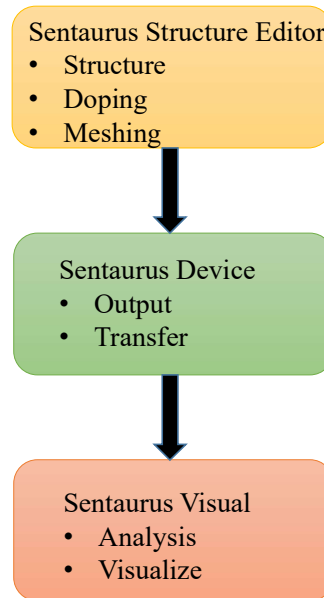 Sentaurus Structure Editor
• Structure
• Doping
• Meshing
Sentaurus Device
• Output
• Transfer
Sentaurus Visual
• Analysis
• Visualize